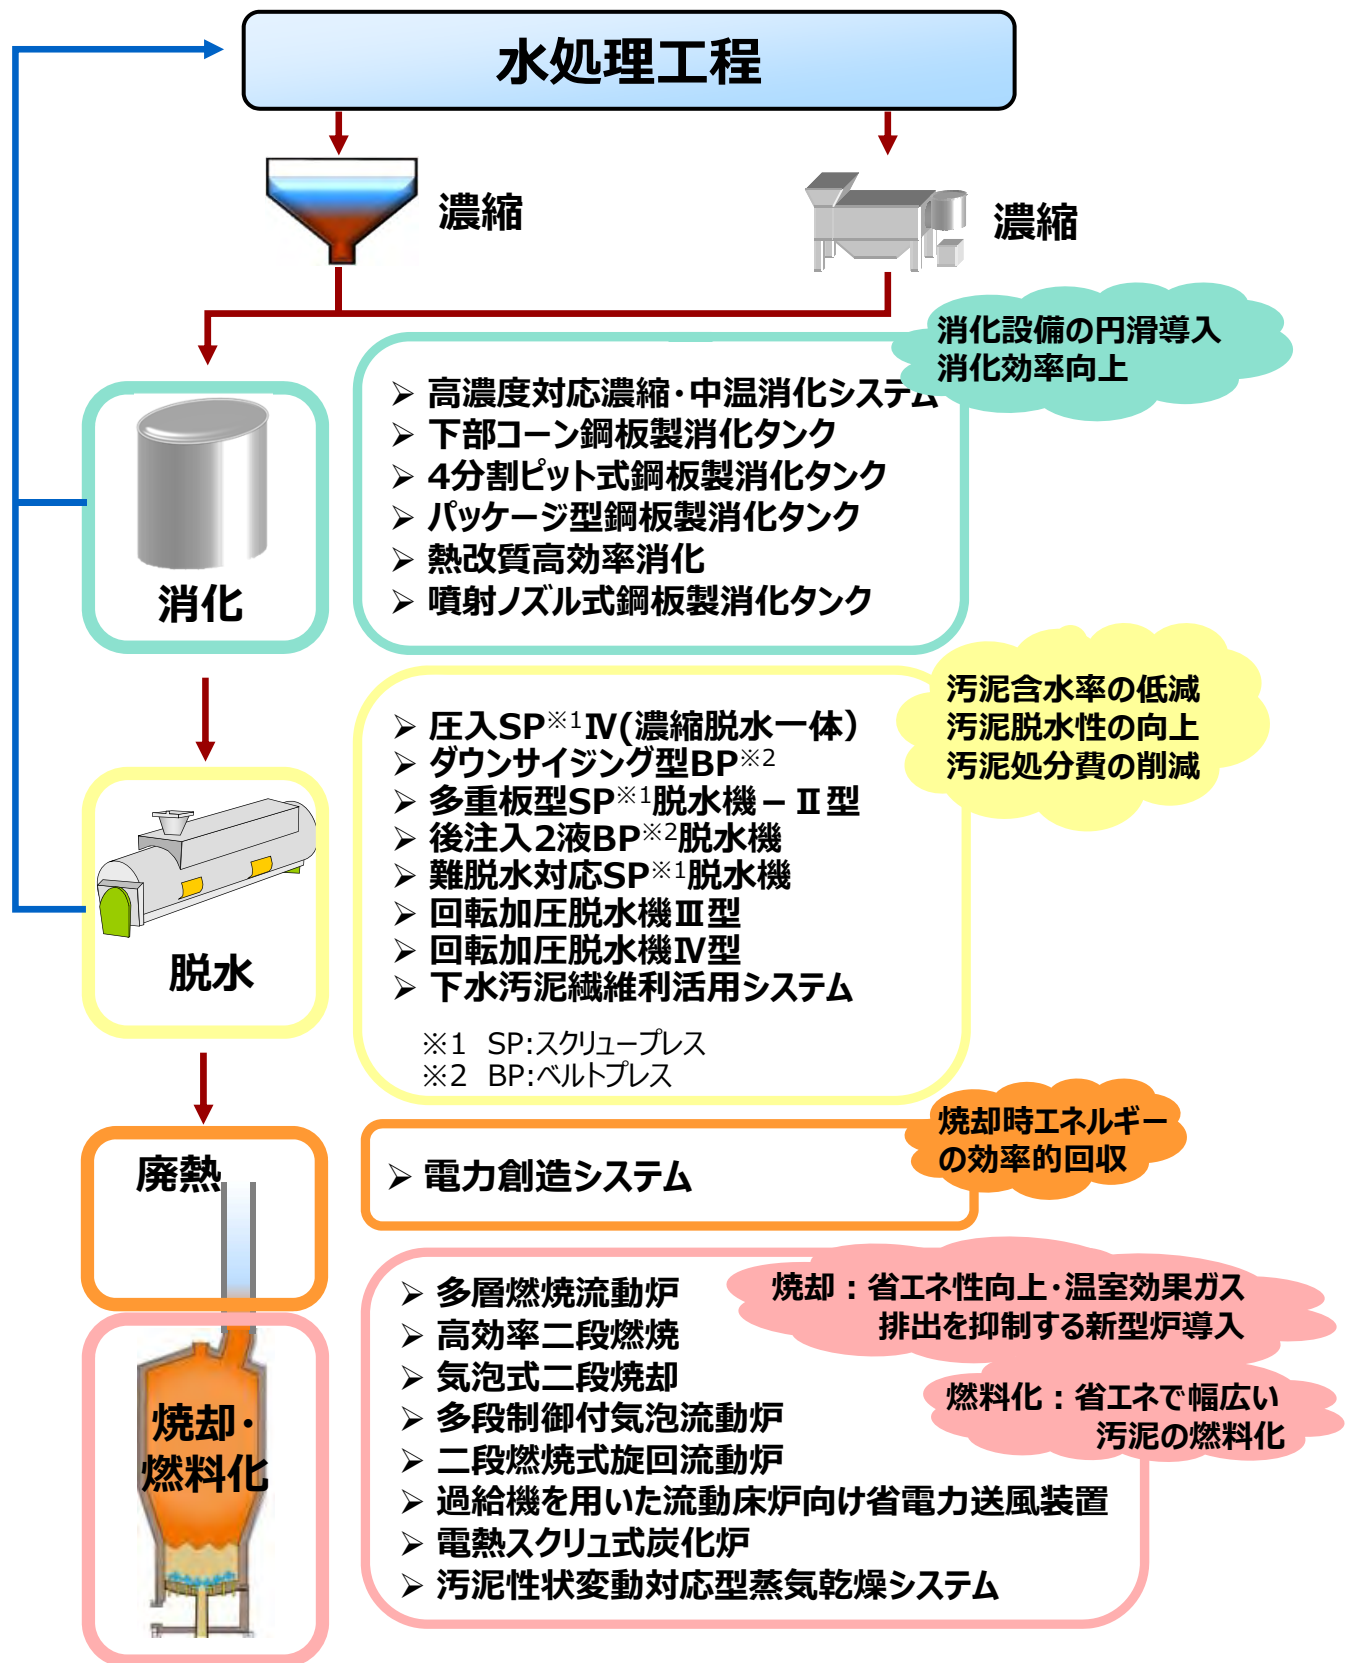 水処理工程
濃縮
濃縮
消化設備の円滑導入
消化効率向上
➢ 高濃度対応濃縮・中温消化システム
➢ 下部コーン鋼板製消化タンク
➢ 4分割ピット式鋼板製消化タンク
➢ パッケージ型鋼板製消化タンク
➢ 熱改質高効率消化
➢ 噴射ノズル式鋼板製消化タンク
消化
汚泥含水率の低減
汚泥脱水性の向上
汚泥処分費の削減
➢ 圧入SP※1Ⅳ(濃縮脱水一体）
➢ ダウンサイジング型BP※2
➢ 多重板型SP※1脱水機－Ⅱ型
➢ 後注入2液BP※2脱水機
➢ 難脱水対応SP※1脱水機
➢ 回転加圧脱水機Ⅲ型
➢ 回転加圧脱水機Ⅳ型
➢ 下水汚泥繊維利活用システム
※1 SP:スクリュープレス
※2 BP:ベルトプレス
脱水
焼却時エネルギー
の効率的回収
廃熱
➢ 電力創造システム
焼却：省エネ性向上・温室効果ガス
排出を抑制する新型炉導入
燃料化：省エネで幅広い
汚泥の燃料化
➢ 多層燃焼流動炉
➢ 高効率二段燃焼
➢ 気泡式二段焼却
➢ 多段制御付気泡流動炉
➢ 二段燃焼式旋回流動炉
➢ 過給機を用いた流動床炉向け省電力送風装置
➢ 電熱スクリュ式炭化炉
➢ 汚泥性状変動対応型蒸気乾燥システム
焼却・
燃料化